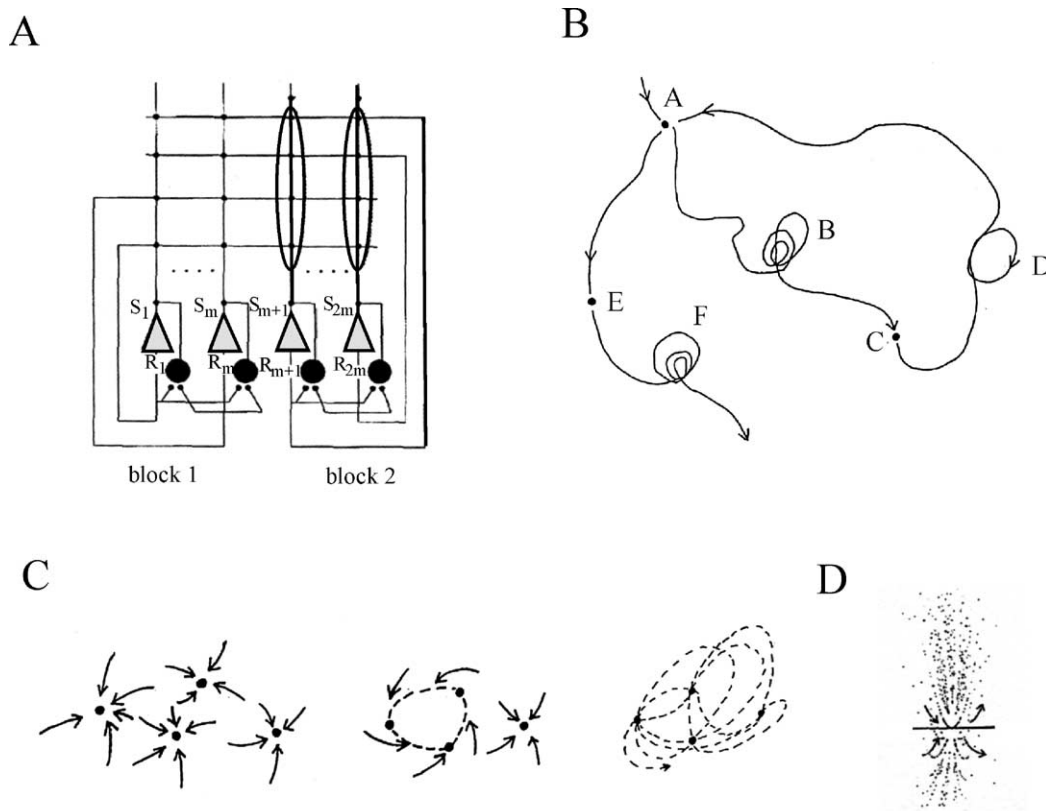 A
B
A
B
D
C
E
F
S1 Sm Sm+1 S2m
R1 Rm Rm+1 R2m
block 1 block 2
C
D